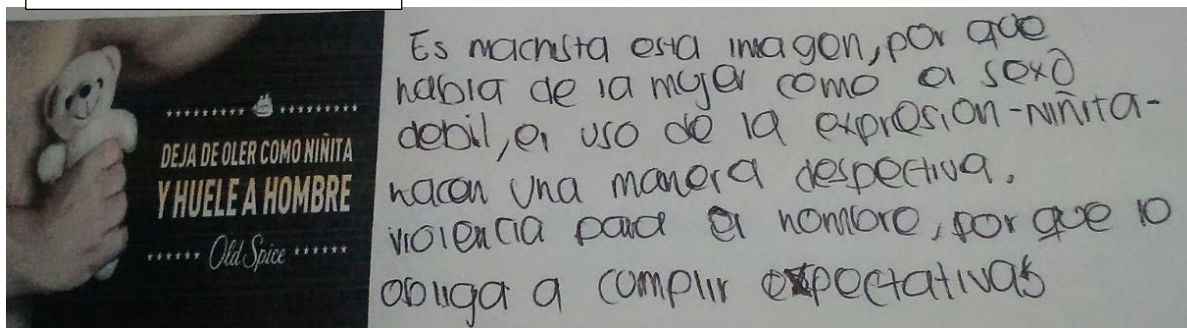 DEJA DE OLER COMO NIÑITA
Y HUELE A HOMBRE
Old Spice
Es machista esta imagen, por que
habla de la mujer como el sexo
debil, el uso de la expresion-niñita-
hacen una manera despectiva.
violencia para el hombre, por que lo
obliga a cumplir expectativas